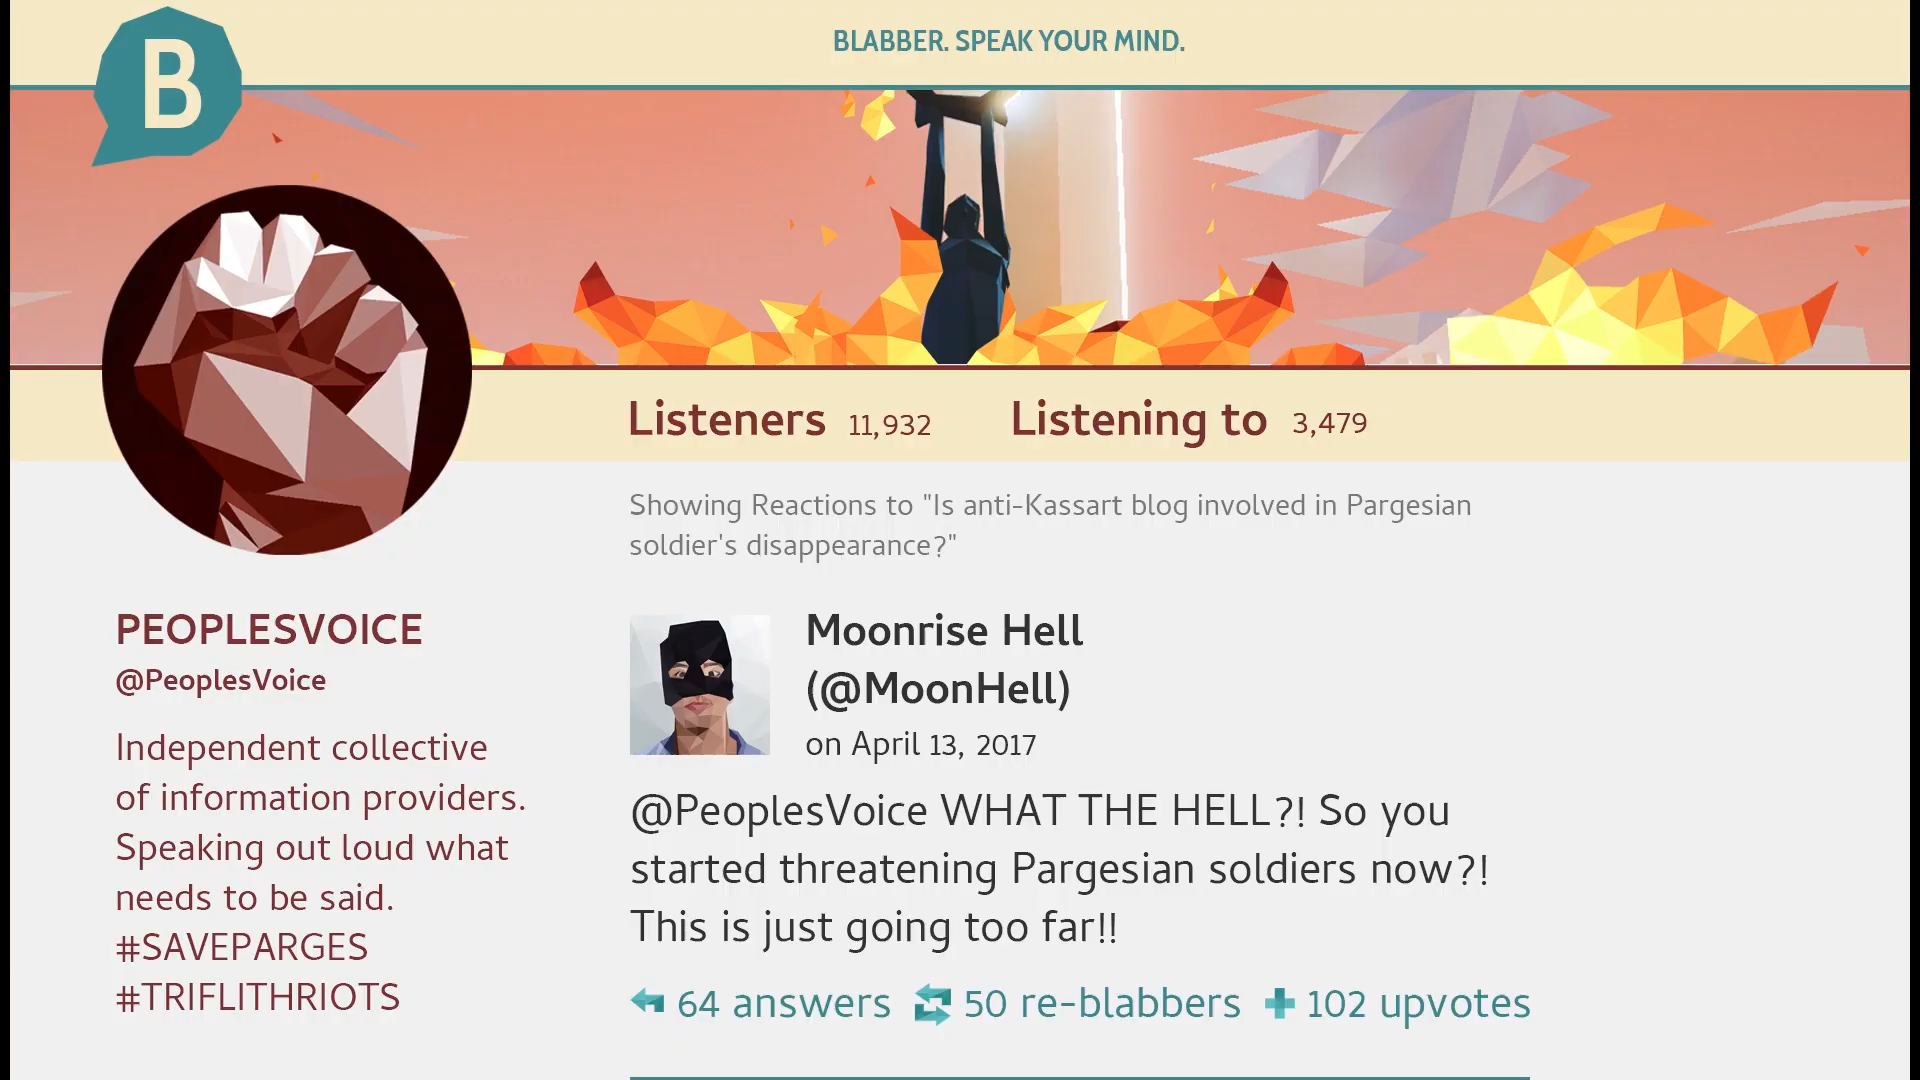 B
BLABBER. SPEAK YOUR MIND.
Listeners 11,932 Listening to 3,479
Showing Reactions to "Is anti-Kassart blog involved in Pargesian
soldier's disappearance?"
PEOPLESVOICE
@PeoplesVoice
Independent collective
of information providers.
Speaking out loud what
needs to be said.
#SAVEPARGES
#TRIFLITHRIOTS
Moonrise Hell
(@MoonHell)
on April 13, 2017
@PeoplesVoice WHAT THE HELL?! So you
started threatening Pargesian soldiers now?!
This is just going too far!!
64 answers 50 re-blabbers 102 upvotes